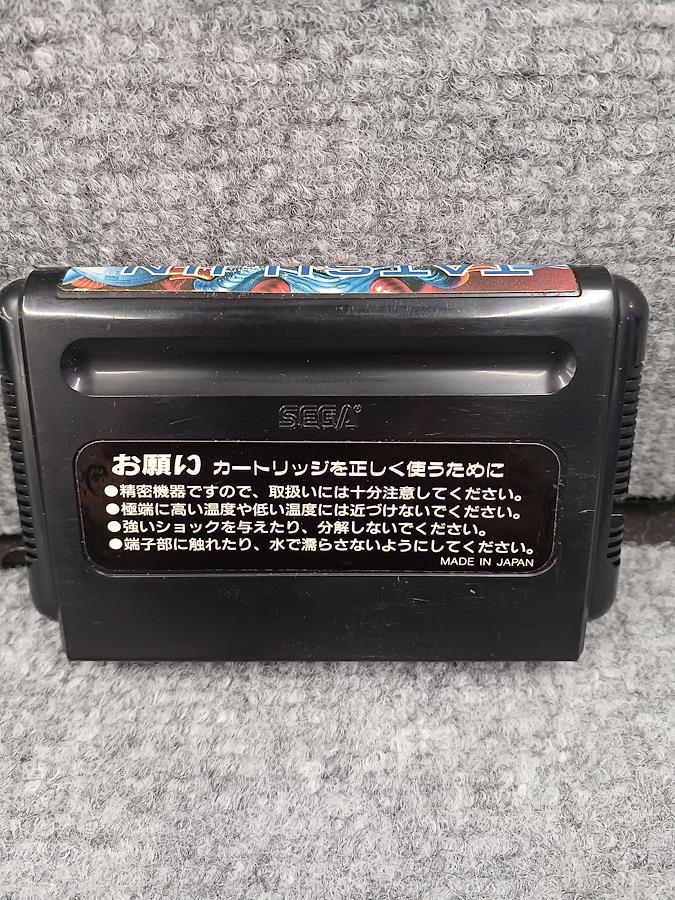 TATSUJIN
SEGA®
お願い カートリッジを正しく使うために
●精密機器ですので、取扱いには十分注意してください。
●極端に高い温度や低い温度には近づけないでください。
●強いショックを与えたり、分解しないでください。
●端子部に触れたり、水で濡らさないようにしてください。
MADE IN JAPAN